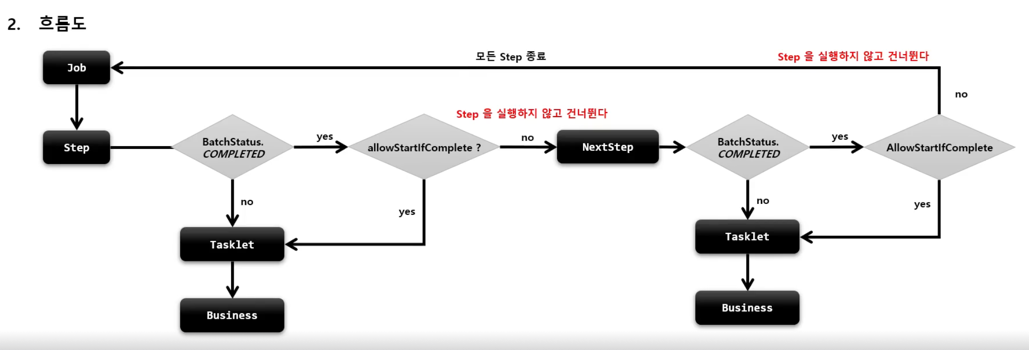 2. 흐름도
모든 Step 종료
Step 을 실행하지 않고 건너뛴다
Job
no
Step 을 실행하지 않고 건너뛴다
Step
BatchStatus.
COMPLETED
yes
allowStartIfComplete ?
no
NextStep
BatchStatus.
COMPLETED
yes
AllowStartIfComplete
no
yes
no
yes
Tasklet
Tasklet
Business
Business